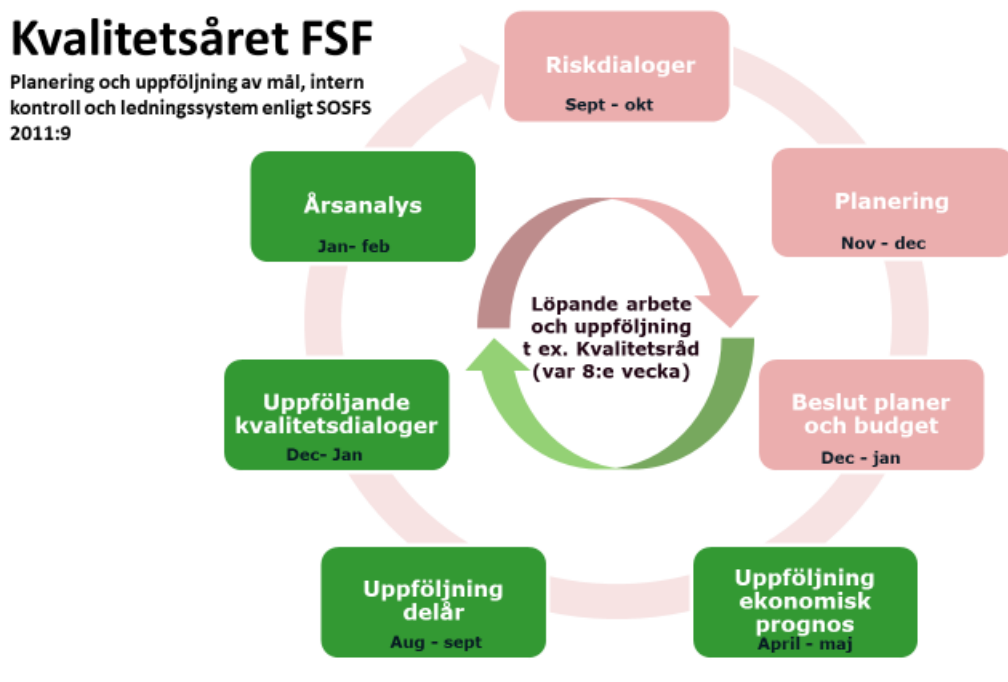 Kvalitetsåret FSF
Planering och uppföljning av mål, intern
kontroll och ledningssystem enligt SOSFS
2011:9
Riskdialoger
Sept - okt
Planering
Nov - dec
Beslut planer
och budget
Dec - jan
Uppföljning
ekonomisk
prognos
April - maj
Uppföljning
delår
Aug - sept
Uppföljande
kvalitetsdialoger
Dec- Jan
Årsanalys
Jan- feb
Löpande arbete
och uppföljning
t ex. Kvalitetsråd
(var 8:e vecka)